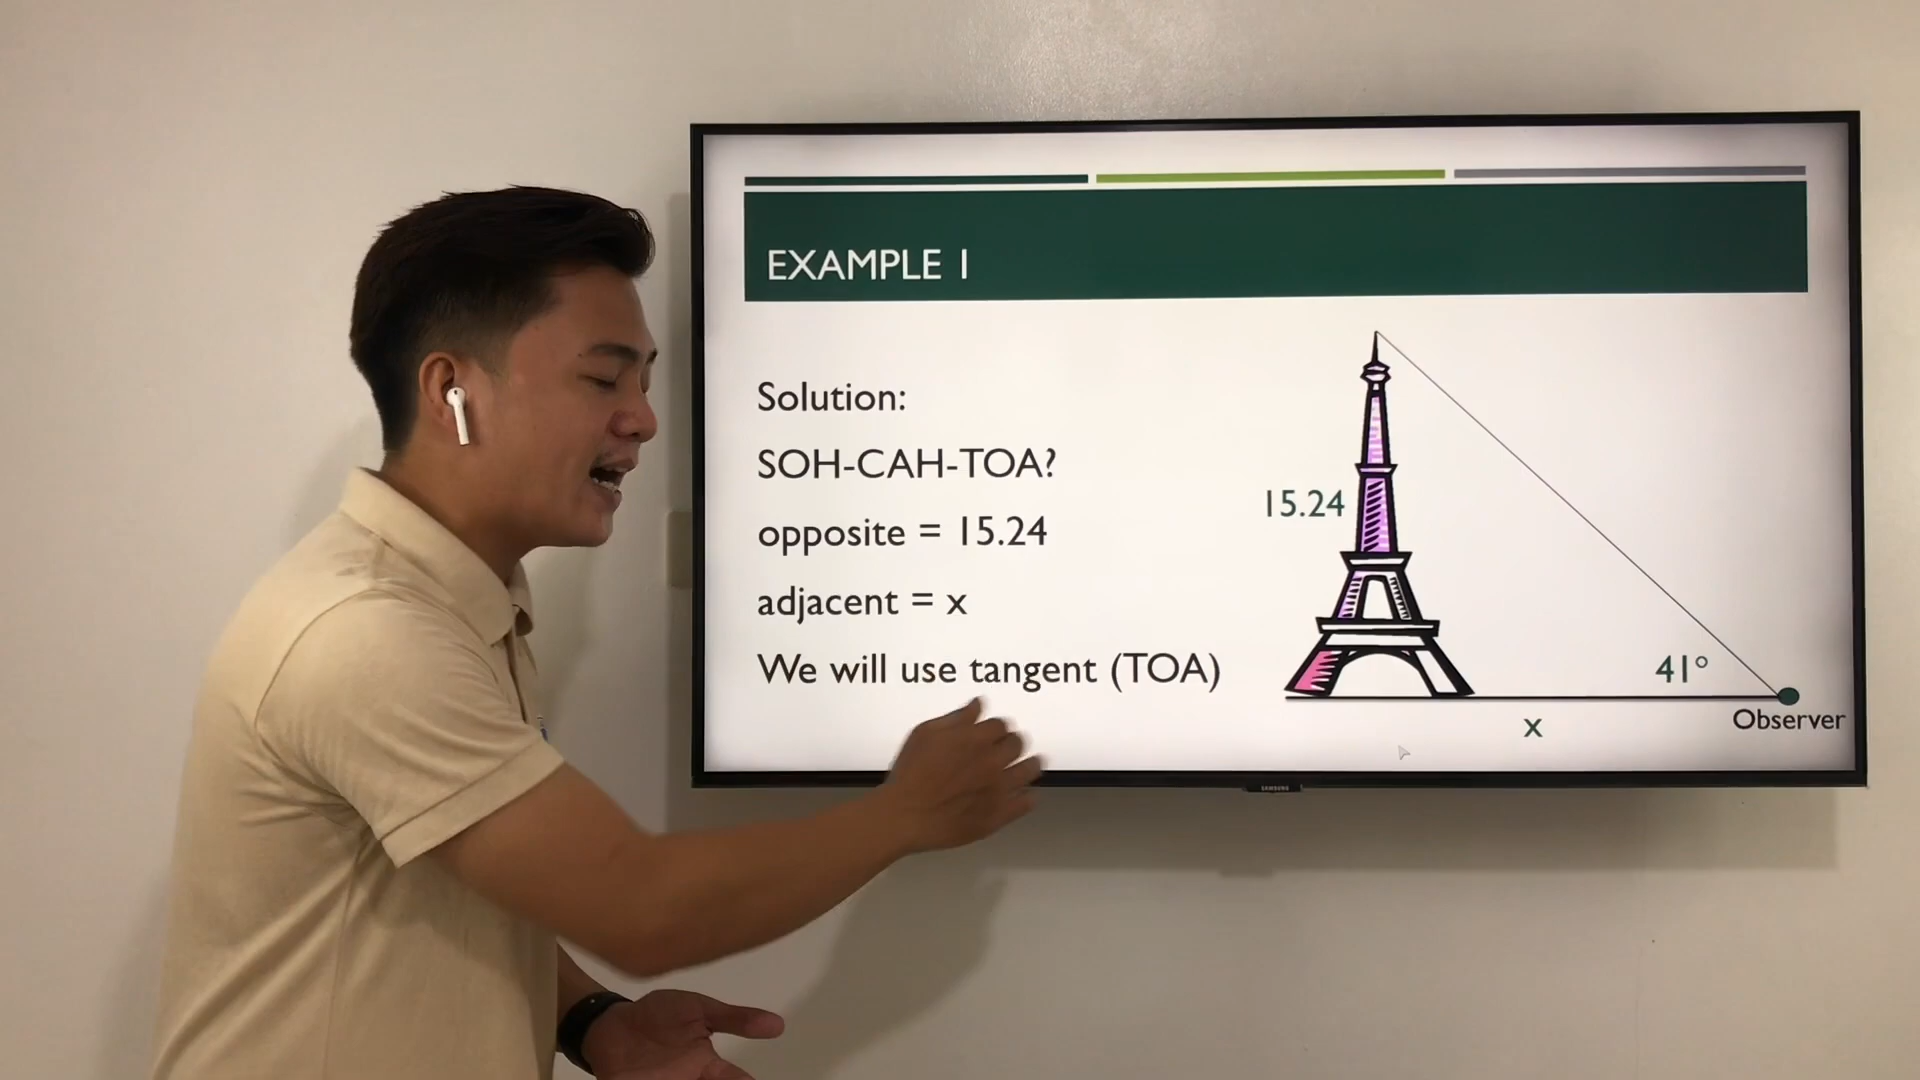 EXAMPLE 1
Solution:
SOH-CAH-TOA?
opposite = 15.24
adjacent = x
We will use tangent (TOA)
15.24
41°
x
Observer
SAMSUNG